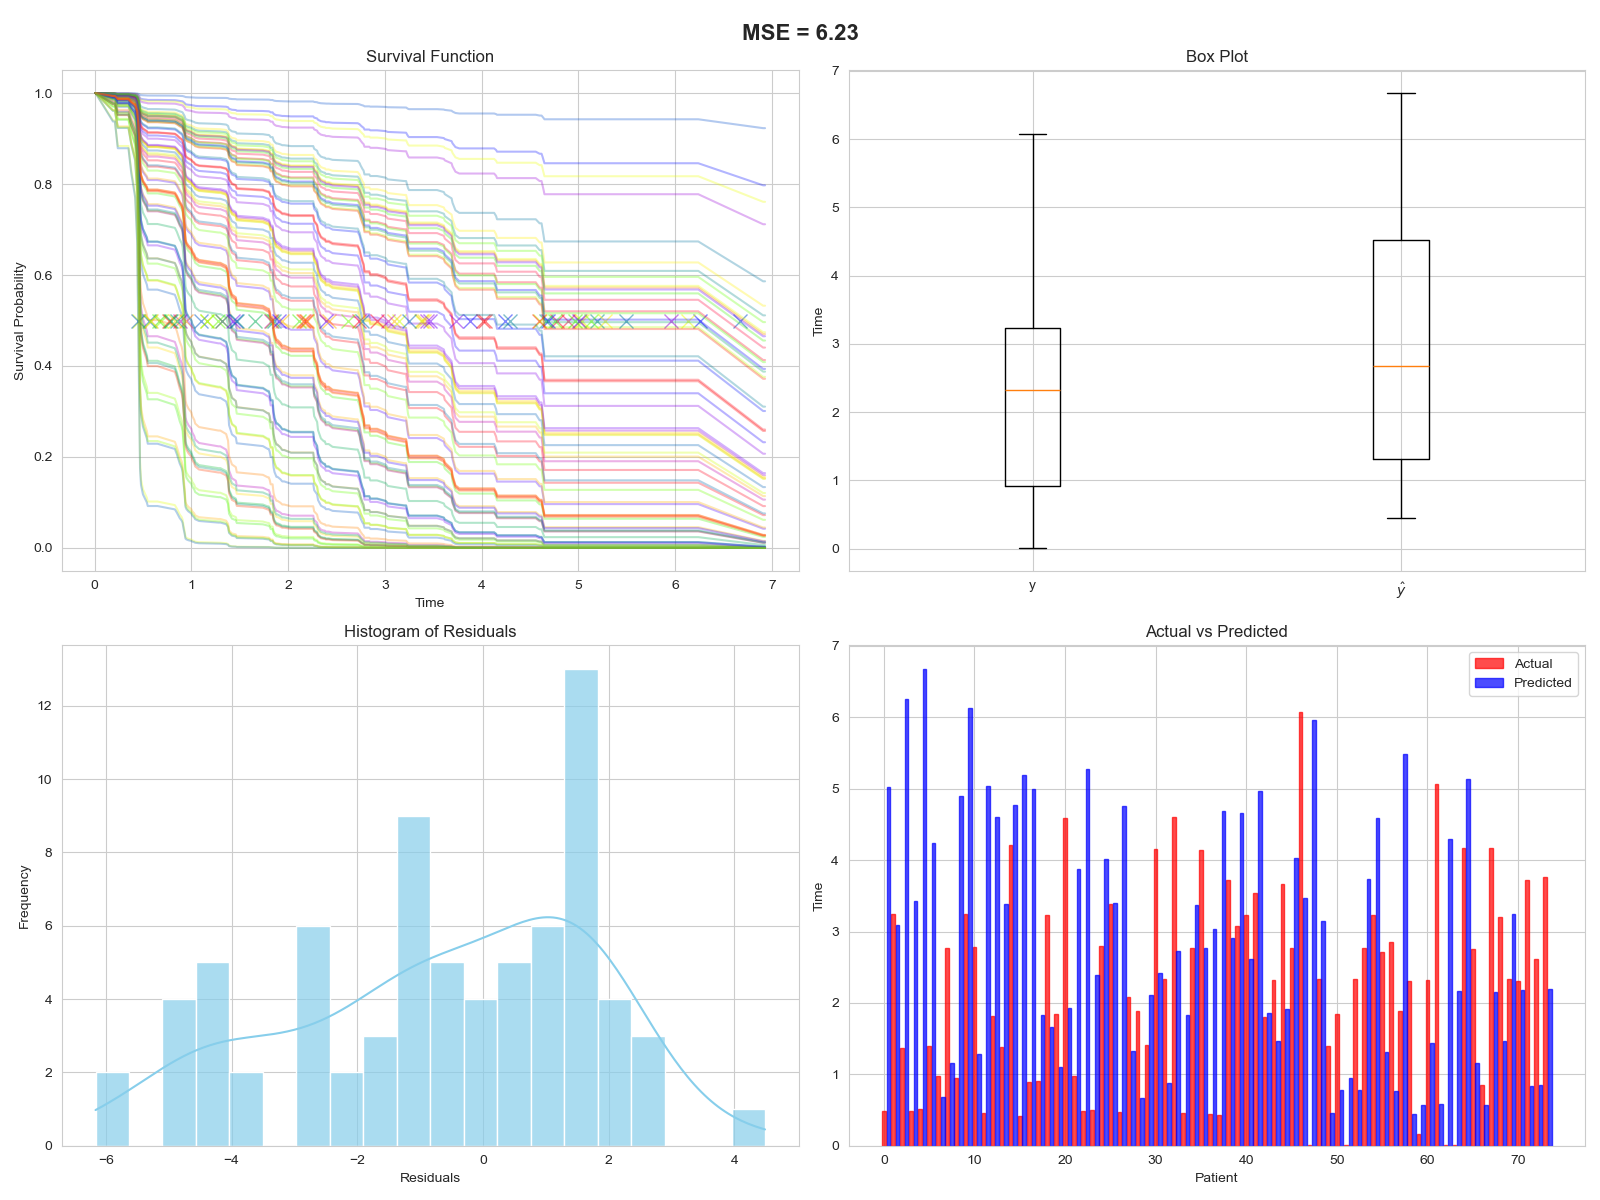 MSE = 6.23
Survival Function
Survival Probability
1.0
0.8
0.6
0.4
0.2
0.0
0 1 2 3 4 5 6 7
Time
Box Plot
Time
7
6
5
4
3
2
1
0
y ŷ
Histogram of Residuals
Frequency
12
10
8
6
4
2
0
−6 −4 −2 0 2 4
Residuals
Actual vs Predicted
Actual
Predicted
Time
7
6
5
4
3
2
1
0
0 10 20 30 40 50 60 70
Patient